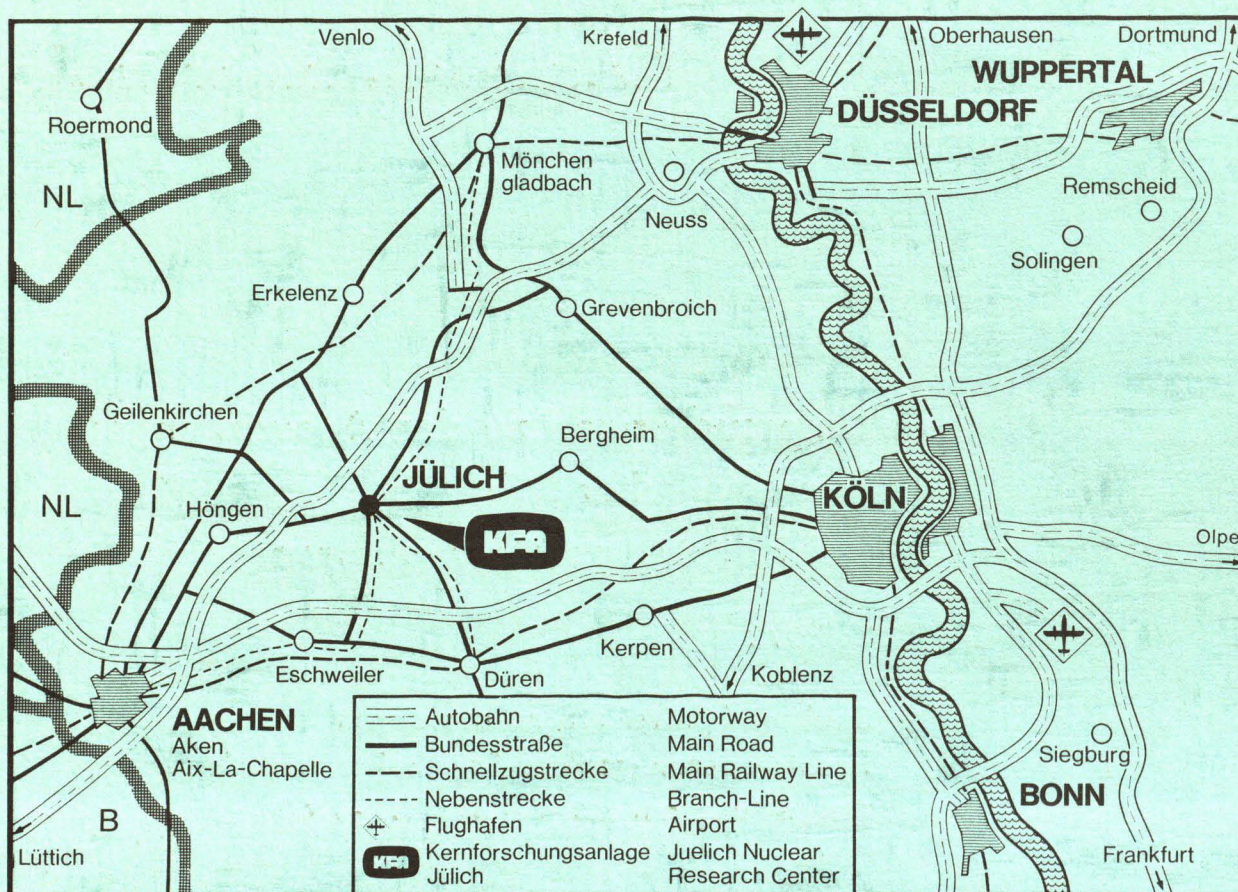 Venlo
Krefeld
Oberhausen
Dortmund
WUPPERTAL
DÜSSELDORF
Roermond
NL
Mönchen
gladbach
Neuss
Remscheid
Solingen
Erkelenz
Grevenbroich
Geilenkirchen
Bergheim
JÜLICH
KÖLN
NL
Höngen
KFA
Olpe
Kerpen
Eschweiler
Düren
Koblenz
AACHEN
Aken
Aix-La-Chapelle
Siegburg
BONN
B
Lüttich
Frankfurt
Autobahn Motorway
Bundesstraße Main Road
Schnellzugstrecke Main Railway Line
Nebenstrecke Branch-Line
Flughafen Airport
KFA Kernforschungsanlage Juelich Nuclear
Jülich Research Center